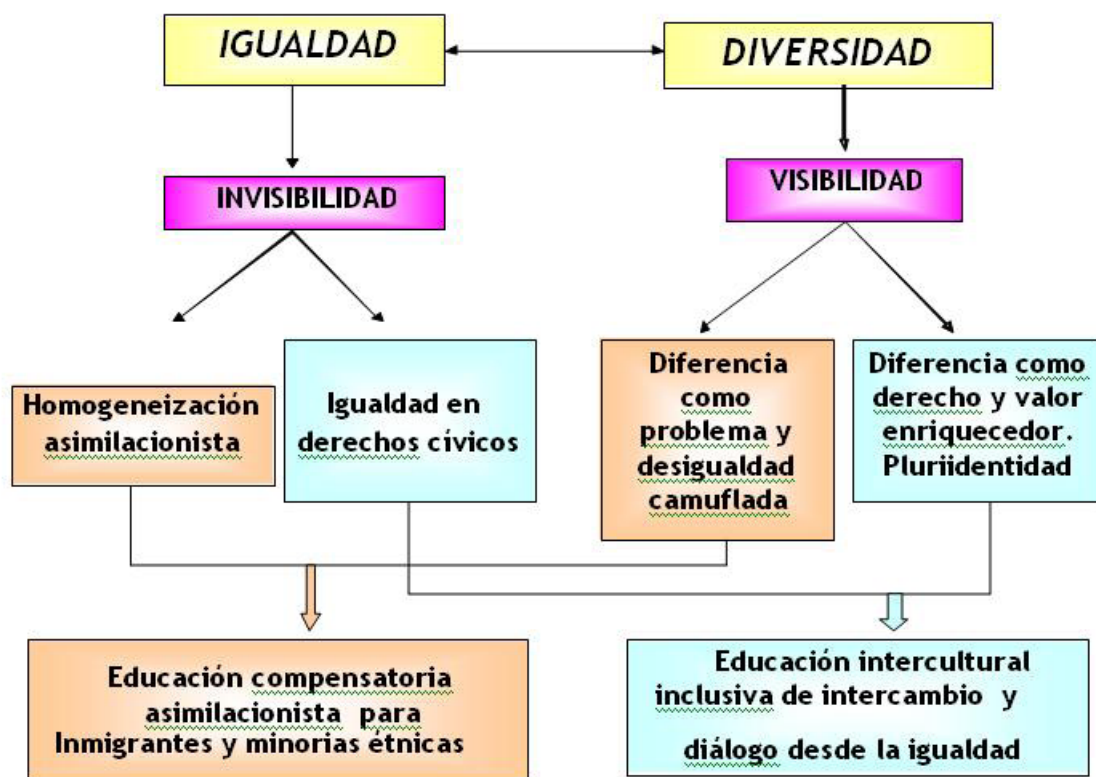 IGUALDAD
DIVERSIDAD
INVISIBILIDAD
VISIBILIDAD
Homogeneización
asimilacionista
Igualdad en
derechos cívicos
Diferencia
como
problema y
desigualdad
camuflada
Diferencia como
derecho y valor
enriquecedor.
Pluriidentidad
Educación compensatoria
asimilacionista para
Inmigrantes y minorias étnicas
Educación intercultural
inclusiva de intercambio y
diálogo desde la igualdad